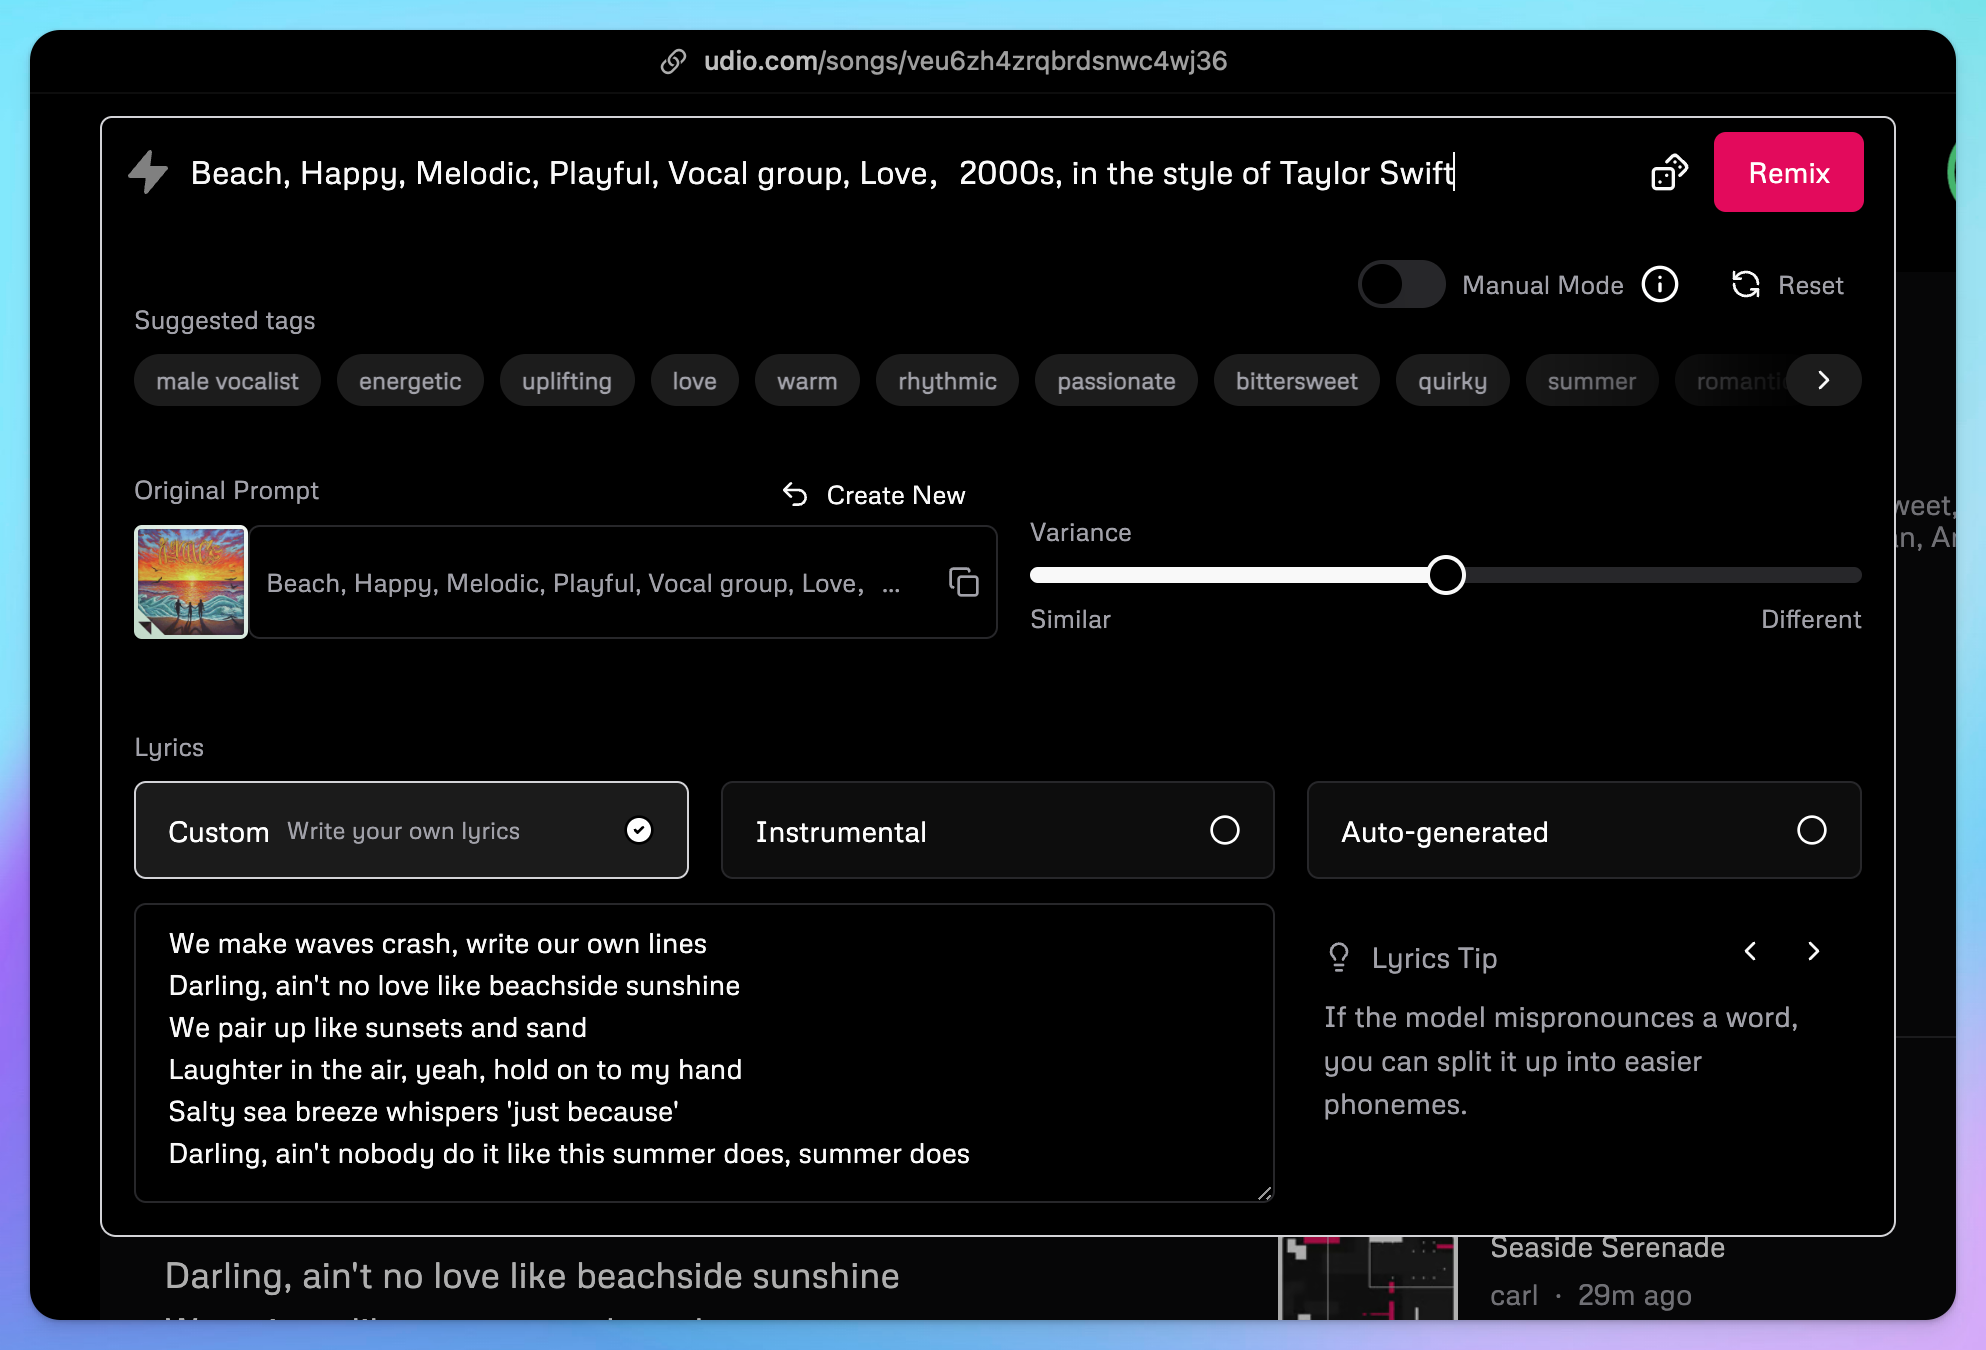 udio.com/songs/veu6zh4zrqbrdsnwc4wj36
Beach, Happy, Melodic, Playful, Vocal group, Love,  2000s, in the style of Taylor Swift
Remix
Manual Mode
Reset
Suggested tags
male vocalist
energetic
uplifting
love
warm
rhythmic
passionate
bittersweet
quirky
summer
romantic
Original Prompt
Create New
Beach, Happy, Melodic, Playful, Vocal group, Love,  ...
Variance
Similar
Different
Lyrics
Custom Write your own lyrics
Instrumental
Auto-generated
We make waves crash, write our own lines
Darling, ain't no love like beachside sunshine
We pair up like sunsets and sand
Laughter in the air, yeah, hold on to my hand
Salty sea breeze whispers 'just because'
Darling, ain't nobody do it like this summer does, summer does
Lyrics Tip
If the model mispronounces a word,
you can split it up into easier
phonemes.
Darling, ain't no love like beachside sunshine
Seaside Serenade
carl · 29m ago